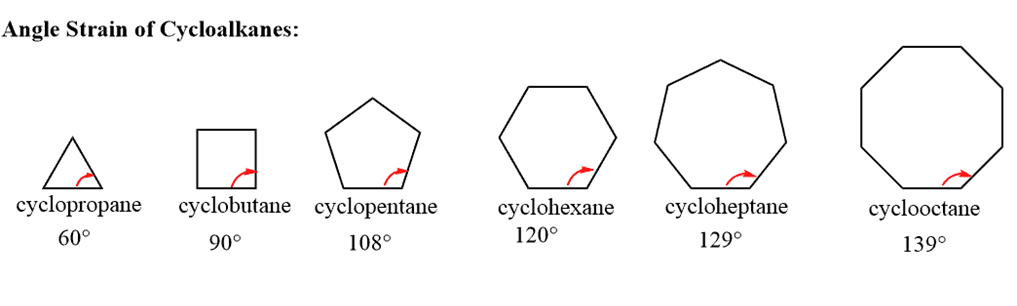 Angle Strain of Cycloalkanes:
cyclopropane cyclobutane cyclopentane cyclohexane cycloheptane cyclooctane
60° 90° 108° 120° 129° 139°